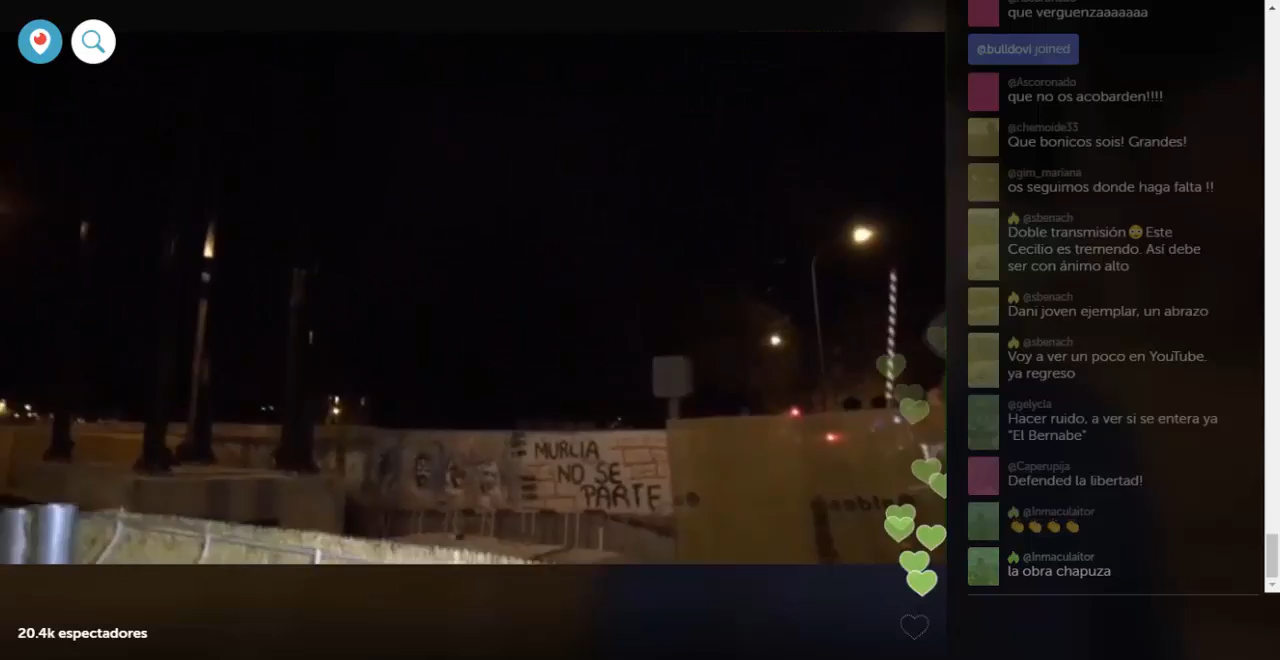 que verguenzaaaaaaa
@bulldovi joined
@Ascoronado
que no os acobarden!!!!
@chemoide33
Que bonicos sois! Grandes!
@gim_mariana
os seguimos donde haga falta !!
@sbenach
Doble transmisión😳Este
Cecilio es tremendo. Así debe
ser con ánimo alto
@sbenach
Dani joven ejemplar, un abrazo
@sbenach
Voy a ver un poco en YouTube.
ya regreso
@gelycla
Hacer ruido, a ver si se entera ya
"El Bernabe"
@Caperupija
Defended la libertad!
@Inmaculaitor
👏👏👏👏
@Inmaculaitor
la obra chapuza
MURCIA
NO SE
PARTE
20.4k espectadores